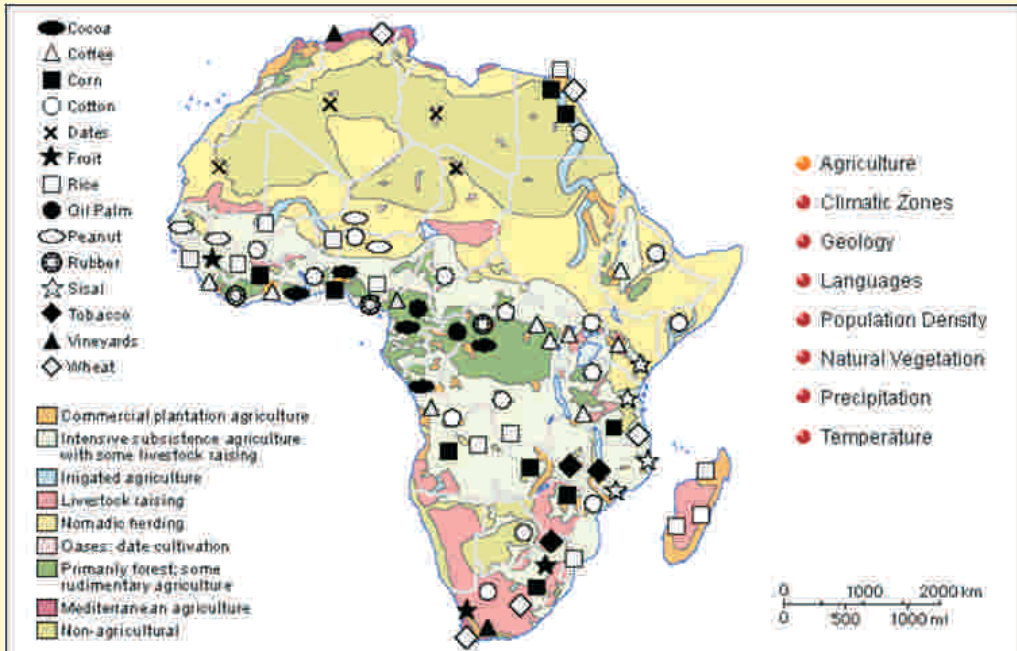 Cocoa
Coffee
Corn
Cotton
Dates
Fruit
Rice
Oil Palm
Peanut
Rubber
Sisal
Tobacco
Vineyards
Wheat
Commercial plantation agriculture
Intensive subsistence agriculture
with some livestock raising
Irrigated agriculture
Livestock raising
Nomadic herding
Oases: date cultivation
Primarily forest; some
rudimentary agriculture
Mediterranean agriculture
Non-agricultural
Agriculture
Climatic Zones
Geology
Languages
Population Density
Natural Vegetation
Precipitation
Temperature
0 1000 2000 km
0 500 1000 mi